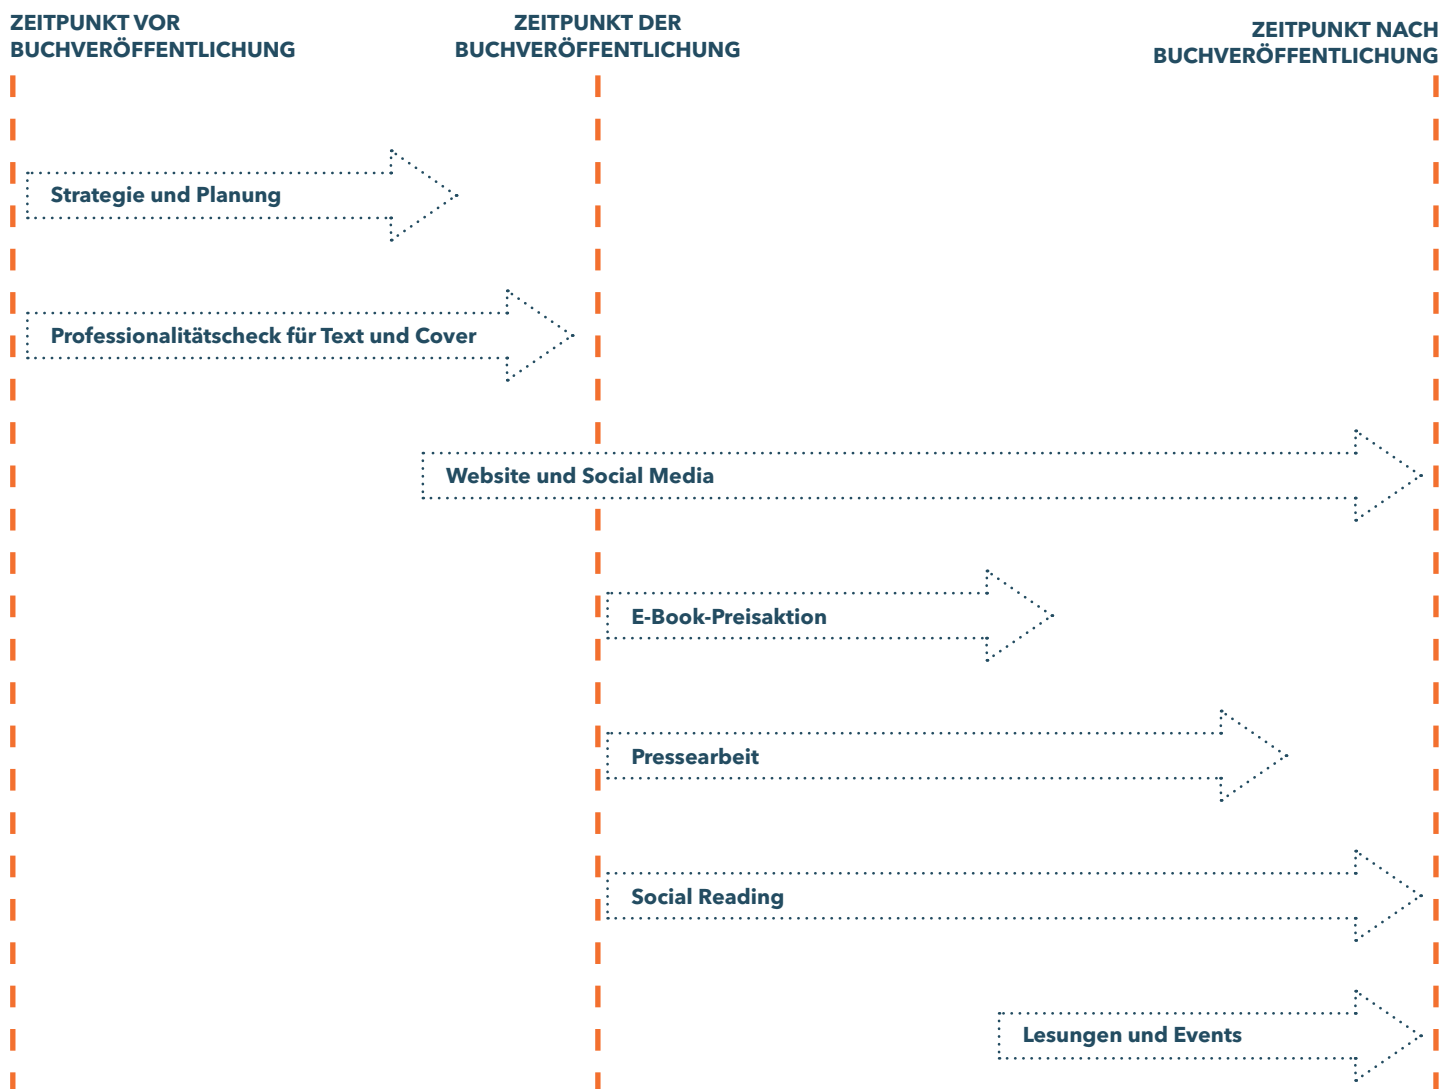 ZEITPUNKT VOR
BUCHVERÖFFENTLICHUNG
ZEITPUNKT DER
BUCHVERÖFFENTLICHUNG
ZEITPUNKT NACH
BUCHVERÖFFENTLICHUNG
Strategie und Planung
Professionalitätscheck für Text und Cover
Website und Social Media
E-Book-Preisaktion
Pressearbeit
Social Reading
Lesungen und Events